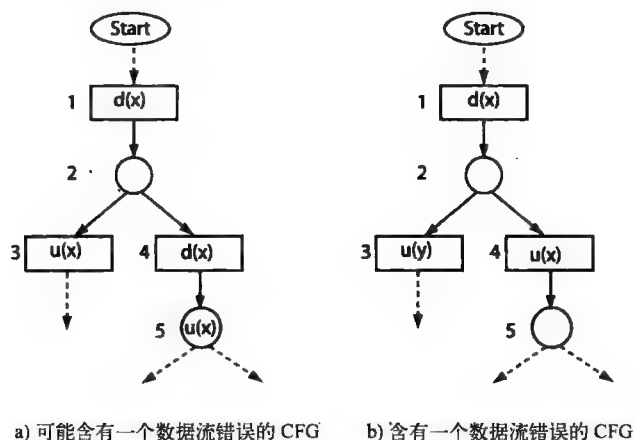 Start
1 d(x)
2
3 u(x) 4 d(x)
5 u(x)
a) 可能含有一个数据流错误的 CFG
Start
1 d(x)
2
3 u(y) 4 u(x)
5
b) 含有一个数据流错误的 CFG